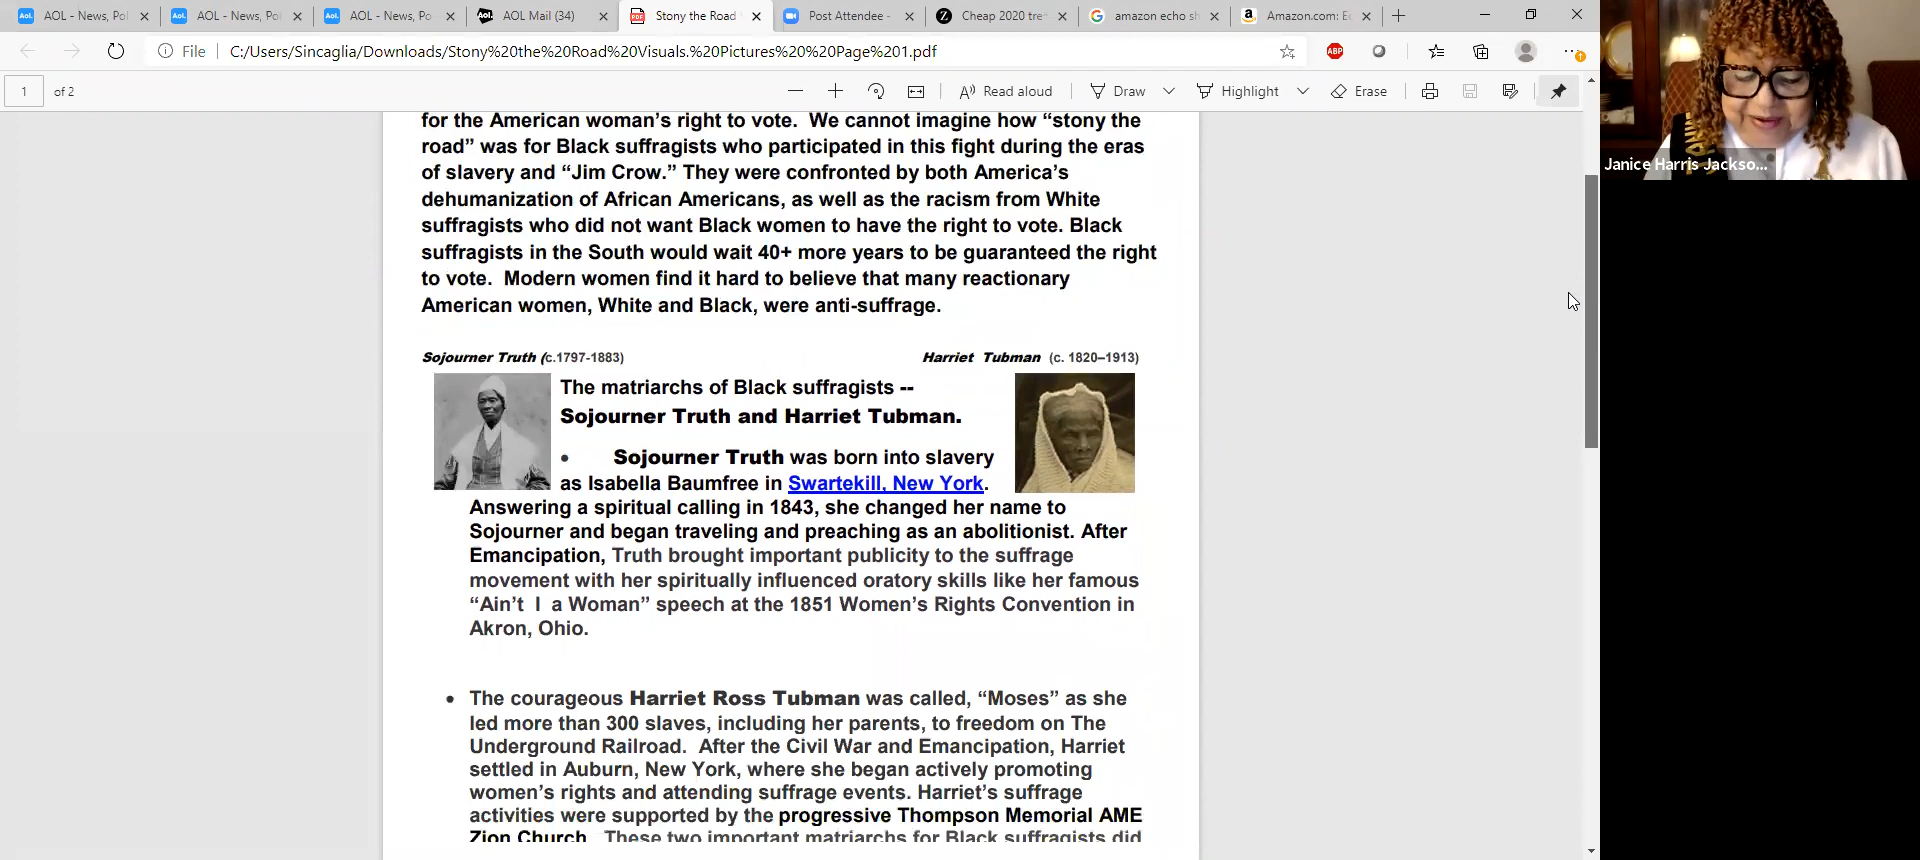 AOL - News, Pol
AOL - News, Pol
AOL - News, Po
AOL Mail (34)
Stony the Road
Post Attendee -
Cheap 2020 tre
amazon echo sh
Amazon.com: Ec
File
C:/Users/Sincaglia/Downloads/Stony%20the%20Road%20Visuals.%20Pictures%20%20Page%201.pdf
ABP
1 of 2
Read aloud
Draw
Highlight
Erase
for the American woman's right to vote.  We cannot imagine how “stony the
road” was for Black suffragists who participated in this fight during the eras
of slavery and “Jim Crow.” They were confronted by both America’s
dehumanization of African Americans, as well as the racism from White
suffragists who did not want Black women to have the right to vote. Black
suffragists in the South would wait 40+ more years to be guaranteed the right
to vote.  Modern women find it hard to believe that many reactionary
American women, White and Black, were anti-suffrage.
Sojourner Truth (c.1797-1883)
Harriet Tubman (c. 1820–1913)
The matriarchs of Black suffragists --
Sojourner Truth and Harriet Tubman.
• Sojourner Truth was born into slavery
as Isabella Baumfree in Swartekill, New York.
Answering a spiritual calling in 1843, she changed her name to
Sojourner and began traveling and preaching as an abolitionist. After
Emancipation, Truth brought important publicity to the suffrage
movement with her spiritually influenced oratory skills like her famous
“Ain’t I a Woman” speech at the 1851 Women’s Rights Convention in
Akron, Ohio.
• The courageous Harriet Ross Tubman was called, “Moses” as she
led more than 300 slaves, including her parents, to freedom on The
Underground Railroad.  After the Civil War and Emancipation, Harriet
settled in Auburn, New York, where she began actively promoting
women’s rights and attending suffrage events. Harriet’s suffrage
activities were supported by the progressive Thompson Memorial AME
Zion Church.  These two important matriarchs for Black suffragists did
Janice Harris Jackso...